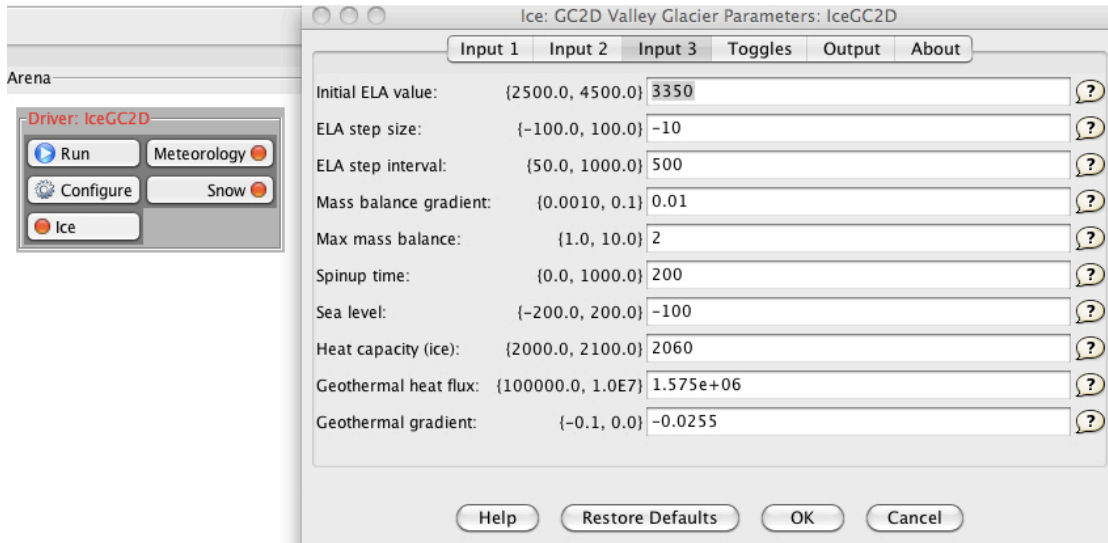 Ice: GC2D Valley Glacier Parameters: IceGC2D
Input 1 Input 2 Input 3 Toggles Output About
Arena
Driver: IceGC2D
Run Meteorology
Configure Snow
Ice
Initial ELA value: {2500.0, 4500.0} 3350 ?
ELA step size: {-100.0, 100.0} -10 ?
ELA step interval: {50.0, 1000.0} 500 ?
Mass balance gradient: {0.0010, 0.1} 0.01 ?
Max mass balance: {1.0, 10.0} 2 ?
Spinup time: {0.0, 1000.0} 200 ?
Sea level: {-200.0, 200.0} -100 ?
Heat capacity (ice): {2000.0, 2100.0} 2060 ?
Geothermal heat flux: {100000.0, 1.0E7} 1.575e+06 ?
Geothermal gradient: {-0.1, 0.0} -0.0255 ?
Help Restore Defaults OK Cancel